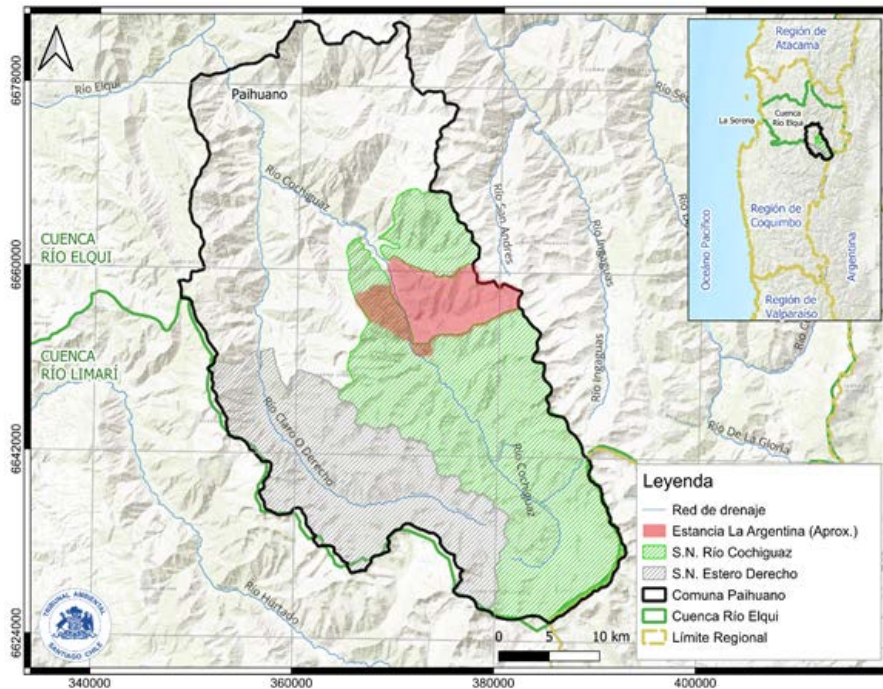 6678000
6660000
6642000
6624000
340000
360000
380000
400000
Río Elqui
Paihuano
Río Cochiguaz
Río San Andres
Río Ingaguas
CUENCA
RÍO ELQUI
CUENCA
RÍO LIMARÍ
Río Claro O Derecho
Río Cochiguaz
Río De La Gloria
Río Hurtado
Región de
Atacama
La Serena
Cuenca
Río Elqui
Región de
Coquimbo
Océano Pacífico
Argentina
Región de
Valparaíso
Leyenda
Red de drenaje
Estancia La Argentina (Aprox.)
S.N. Río Cochiguaz
S.N. Estero Derecho
Comuna Paihuano
Cuenca Río Elqui
Límite Regional
0 5 10 km
TRIBUNAL AMBIENTAL
SANTIAGO CHILE